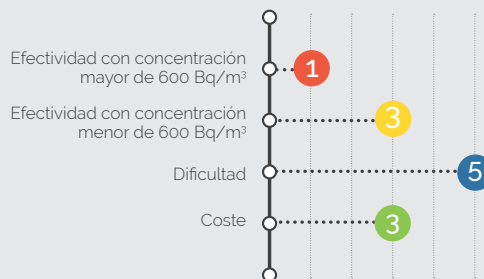 Efectividad con concentración
mayor de 600 Bq/m³
1
Efectividad con concentración
menor de 600 Bq/m³
3
Dificultad
5
Coste
3